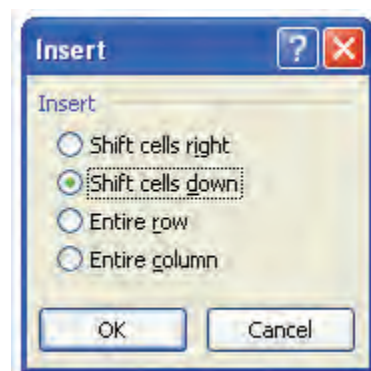 Insert
Insert
Shift cells right
Shift cells down
Entire row
Entire column
OK Cancel